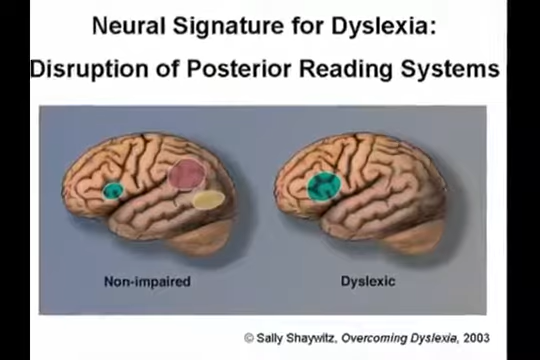 Neural Signature for Dyslexia:
Disruption of Posterior Reading Systems
Non-impaired
Dyslexic
© Sally Shaywitz, Overcoming Dyslexia, 2003